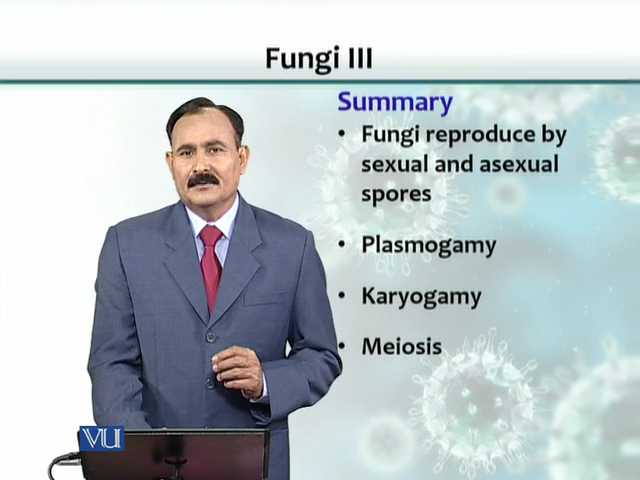 Fungi III
Summary
• Fungi reproduce by
sexual and asexual
spores
• Plasmogamy
• Karyogamy
• Meiosis
VU